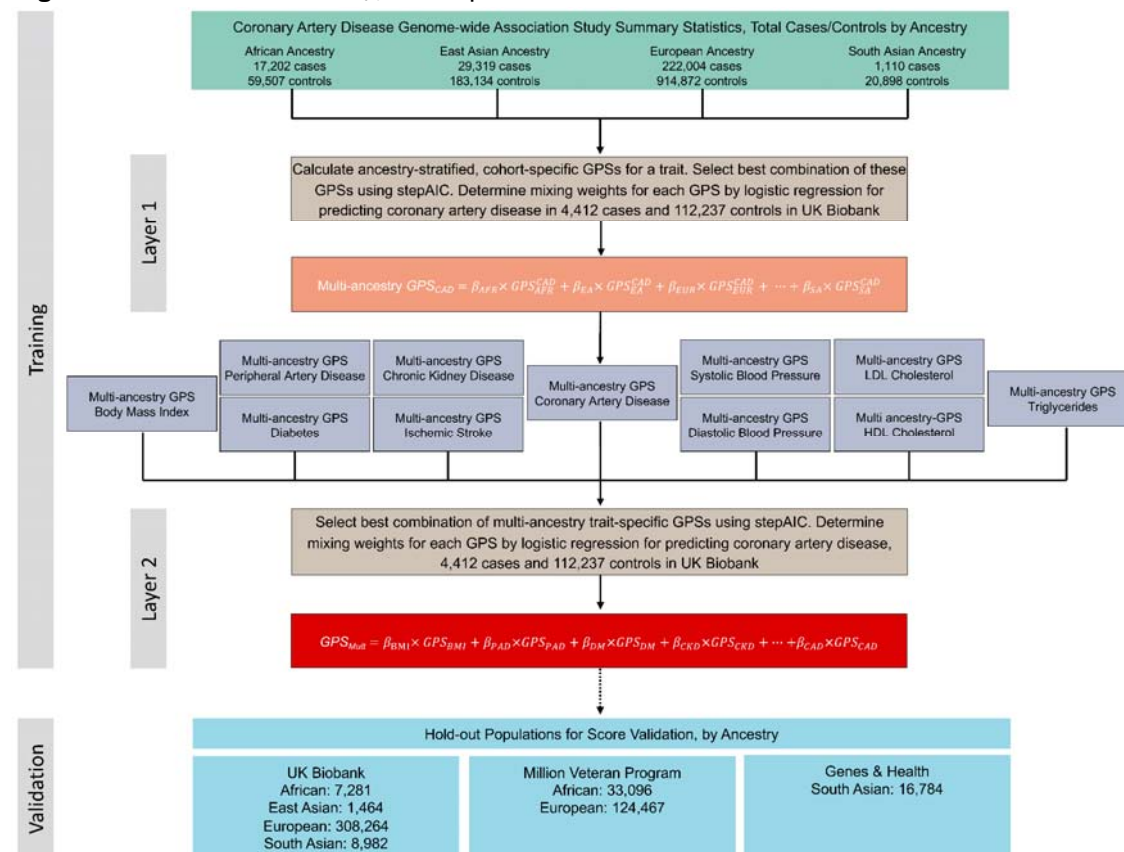 Coronary Artery Disease Genome-wide Association Study Summary Statistics, Total Cases/Controls by Ancestry
African Ancestry
17,202 cases
59,507 controls
East Asian Ancestry
29,319 cases
183,134 controls
European Ancestry
222,004 cases
914,872 controls
South Asian Ancestry
1,110 cases
20,898 controls
Training
Layer 1
Calculate ancestry-stratified, cohort-specific GPSs for a trait. Select best combination of these
GPSs using stepAIC. Determine mixing weights for each GPS by logistic regression for
predicting coronary artery disease in 4,412 cases and 112,237 controls in UK Biobank
Multi-ancestry GPS_CAD = β_AFR × GPS_AFR^CAD + β_EA × GPS_EA^CAD + β_EUR × GPS_EUR^CAD + ⋯ + β_SA × GPS_SA^CAD
Multi-ancestry GPS
Body Mass Index
Multi-ancestry GPS
Peripheral Artery Disease
Multi-ancestry GPS
Diabetes
Multi-ancestry GPS
Chronic Kidney Disease
Multi-ancestry GPS
Ischemic Stroke
Multi-ancestry GPS
Coronary Artery Disease
Multi-ancestry GPS
Systolic Blood Pressure
Multi-ancestry GPS
Diastolic Blood Pressure
Multi-ancestry GPS
LDL Cholesterol
Multi ancestry-GPS
HDL Cholesterol
Multi-ancestry GPS
Triglycerides
Layer 2
Select best combination of multi-ancestry trait-specific GPSs using stepAIC. Determine
mixing weights for each GPS by logistic regression for predicting coronary artery disease,
4,412 cases and 112,237 controls in UK Biobank
GPS_Mult = β_BMI × GPS_BMI + β_PAD × GPS_PAD + β_DM × GPS_DM + β_CKD × GPS_CKD + ⋯ + β_CAD × GPS_CAD
Validation
Hold-out Populations for Score Validation, by Ancestry
UK Biobank
African: 7,281
East Asian: 1,464
European: 308,264
South Asian: 8,982
Million Veteran Program
African: 33,096
European: 124,467
Genes & Health
South Asian: 16,784